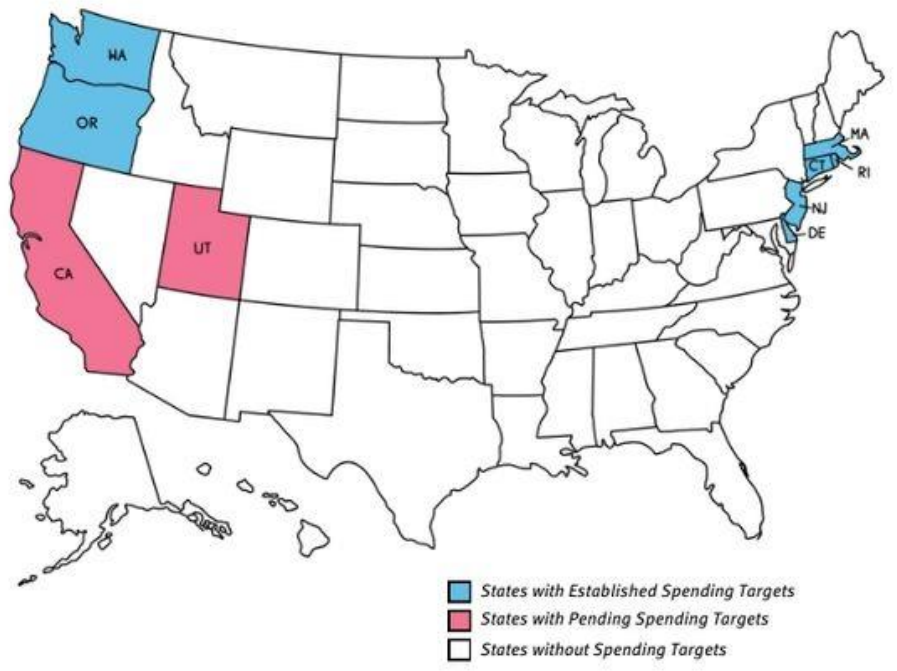 WA
OR
MA
CT
RI
NJ
DE
UT
CA
States with Established Spending Targets
States with Pending Spending Targets
States without Spending Targets